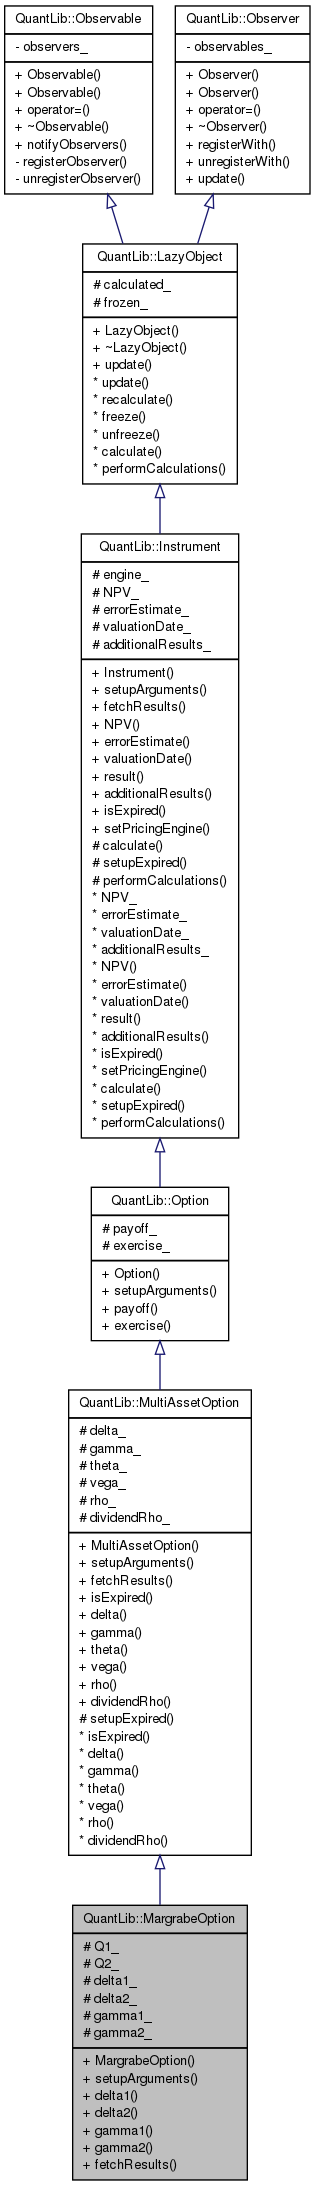 QuantLib::Observable
- observers_
+ Observable()
+ Observable()
+ operator=()
+ ~Observable()
+ notifyObservers()
- registerObserver()
- unregisterObserver()
QuantLib::Observer
- observables_
+ Observer()
+ Observer()
+ operator=()
+ ~Observer()
+ registerWith()
+ unregisterWith()
+ update()
QuantLib::LazyObject
# calculated_
# frozen_
+ LazyObject()
+ ~LazyObject()
+ update()
* update()
* recalculate()
* freeze()
* unfreeze()
* calculate()
* performCalculations()
QuantLib::Instrument
# engine_
# NPV_
# errorEstimate_
# valuationDate_
# additionalResults_
+ Instrument()
+ setupArguments()
+ fetchResults()
+ NPV()
+ errorEstimate()
+ valuationDate()
+ result()
+ additionalResults()
+ isExpired()
+ setPricingEngine()
# calculate()
# setupExpired()
# performCalculations()
* NPV_
* errorEstimate_
* valuationDate_
* additionalResults_
* NPV()
* errorEstimate()
* valuationDate()
* result()
* additionalResults()
* isExpired()
* setPricingEngine()
* calculate()
* setupExpired()
* performCalculations()
QuantLib::Option
# payoff_
# exercise_
+ Option()
+ setupArguments()
+ payoff()
+ exercise()
QuantLib::MultiAssetOption
# delta_
# gamma_
# theta_
# vega_
# rho_
# dividendRho_
+ MultiAssetOption()
+ setupArguments()
+ fetchResults()
+ isExpired()
+ delta()
+ gamma()
+ theta()
+ vega()
+ rho()
+ dividendRho()
# setupExpired()
* isExpired()
* delta()
* gamma()
* theta()
* vega()
* rho()
* dividendRho()
QuantLib::MargrabeOption
# Q1_
# Q2_
# delta1_
# delta2_
# gamma1_
# gamma2_
+ MargrabeOption()
+ setupArguments()
+ delta1()
+ delta2()
+ gamma1()
+ gamma2()
+ fetchResults()